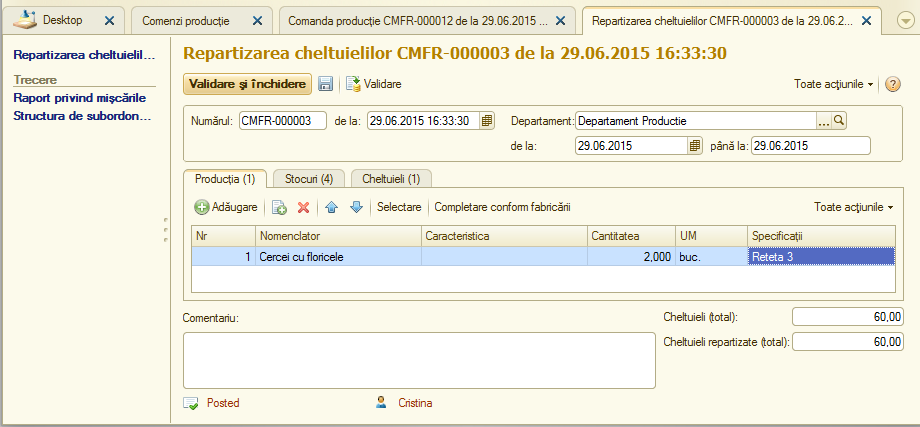 Desktop
Comenzi producție
Comanda producție CMFR-000012 de la 29.06.2015 ...
Repartizarea cheltuielilor CMFR-000003 de la 29.06.2...
Repartizarea cheltuielil...
Trecere
Raport privind mișcările
Structura de subordon...
Repartizarea cheltuielilor CMFR-000003 de la 29.06.2015 16:33:30
Validare și închidere
Validare
Toate acțiunile
Numărul: CMFR-000003 de la: 29.06.2015 16:33:30 Departament: Departament Productie ...
de la: 29.06.2015 până la: 29.06.2015
Producția (1) Stocuri (4) Cheltuieli (1)
Adăugare Selectare Completare conform fabricării Toate acțiunile
Nr Nomenclator Caracteristica Cantitatea UM Specificații
1 Cercei cu floricele 2,000 buc. Reteta 3
Comentariu:
Cheltuieli (total): 60,00
Cheltuieli repartizate (total): 60,00
Posted Cristina